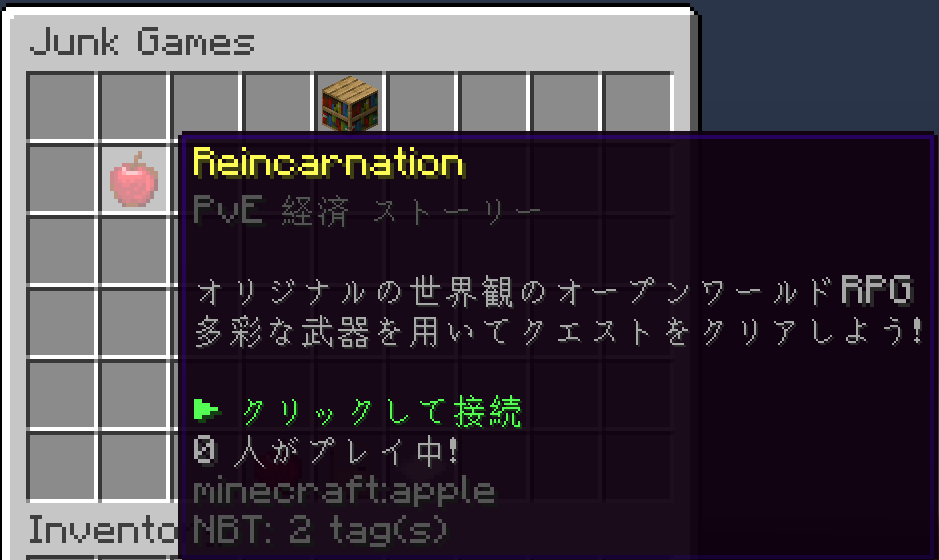 Junk Games
Reincarnation
PvE 経済 ストーリー
オリジナルの世界観のオープンワールドRPG
多彩な武器を用いてクエストをクリアしよう!
▶ クリックして接続
0 人がプレイ中!
minecraft:apple
Invento
NBT: 2 tag(s)